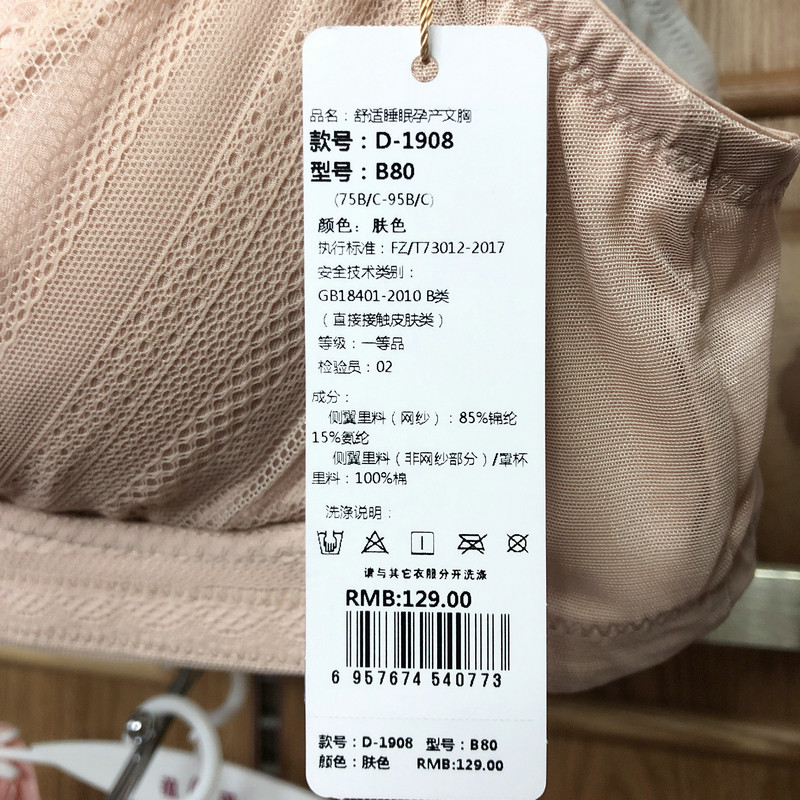 品名：舒适睡眠孕产文胸
款号：D-1908
型号：B80
(75B/C-95B/C)
颜色：肤色
执行标准：FZ/T73012-2017
安全技术类别：
GB18401-2010 B类
（直接接触皮肤类）
等级：一等品
检验员：02
成分：
侧翼里料（网纱）：85%锦纶
15%氨纶
侧翼里料（非网纱部分）/罩杯
里料：100%棉
洗涤说明：
请与其它衣服分开洗涤
RMB:129.00
6 957674 540773
款号：D-1908 型号：B80
颜色：肤色 RMB:129.00